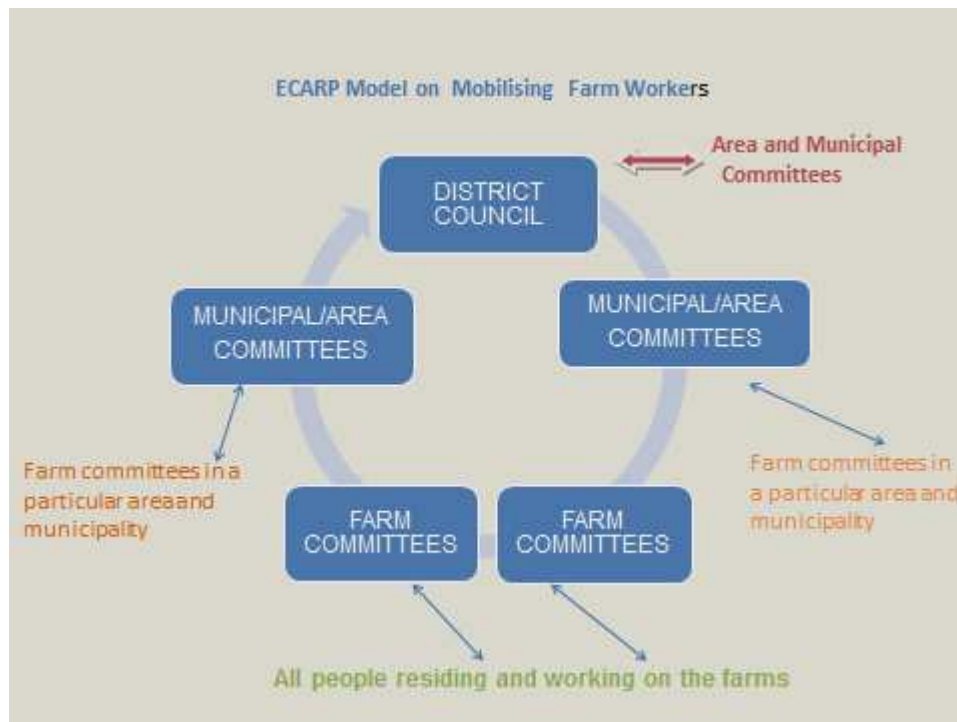 ECARP Model on Mobilising Farm Workers
Area and Municipal
Committees
DISTRICT
COUNCIL
MUNICIPAL/AREA
COMMITTEES
MUNICIPAL/AREA
COMMITTEES
Farm committees in a
particular area and
municipality
Farm committees in
a particular area and
municipality
FARM
COMMITTEES
FARM
COMMITTEES
All people residing and working on the farms